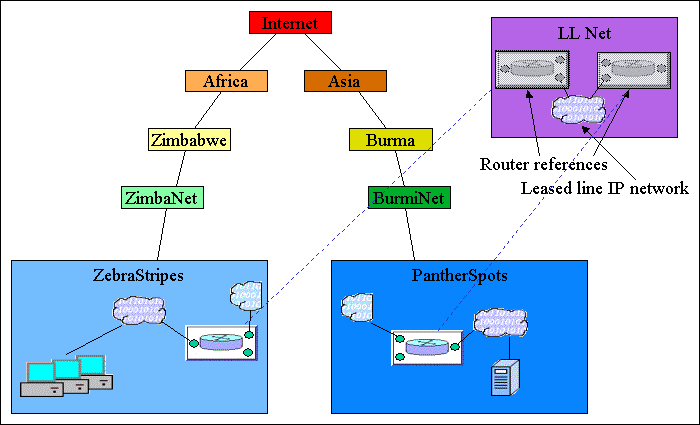 Internet
LL Net
Africa
Asia
Zimbabwe
Burma
Router references
Leased line IP network
ZimbaNet
BurmiNet
ZebraStripes
PantherSpots